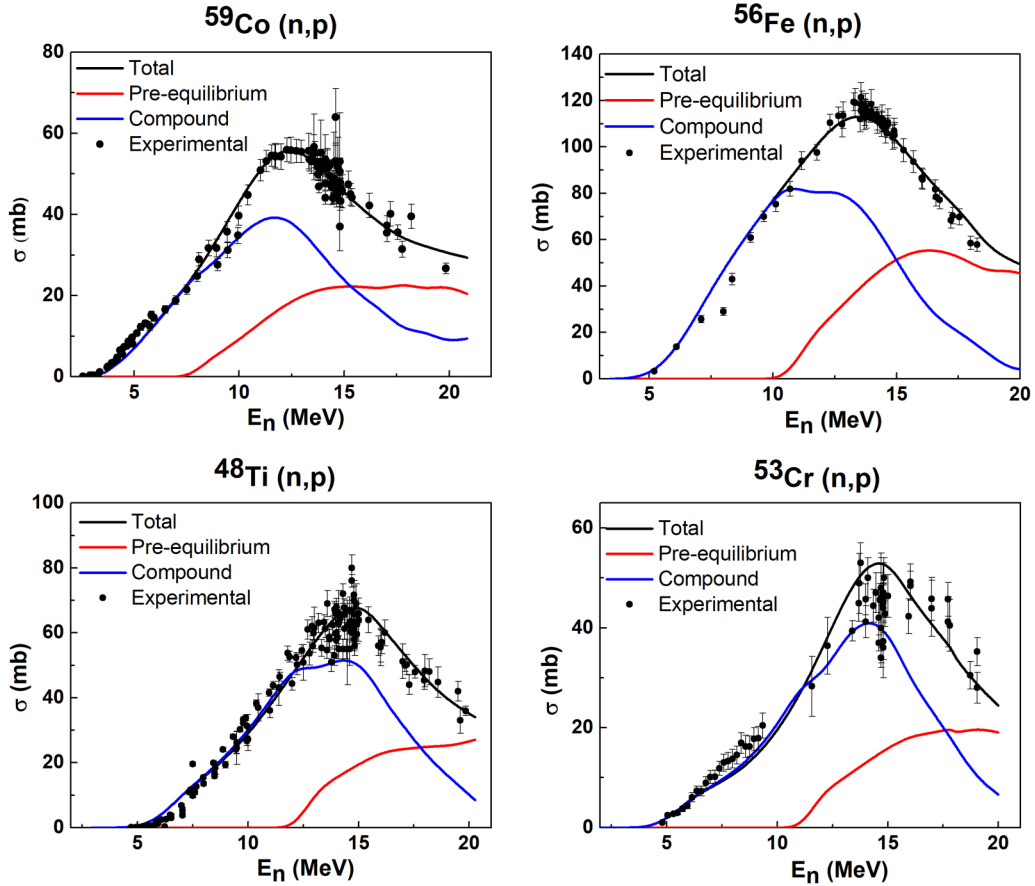 ⁵⁹Co (n,p)
σ (mb)
80
60
40
20
0
Total
Pre-equilibrium
Compound
Experimental
5 10 15 20
Eₙ (MeV)
⁵⁶Fe (n,p)
σ (mb)
140
120
100
80
60
40
20
0
Total
Pre-equilibrium
Compound
Experimental
5 10 15 20
Eₙ (MeV)
⁴⁸Ti (n,p)
σ (mb)
100
80
60
40
20
0
Total
Pre-equilibrium
Compound
Experimental
5 10 15 20
Eₙ (MeV)
⁵³Cr (n,p)
σ (mb)
60
40
20
0
Total
Pre-equilibrium
Compound
Experimental
5 10 15 20
Eₙ (MeV)